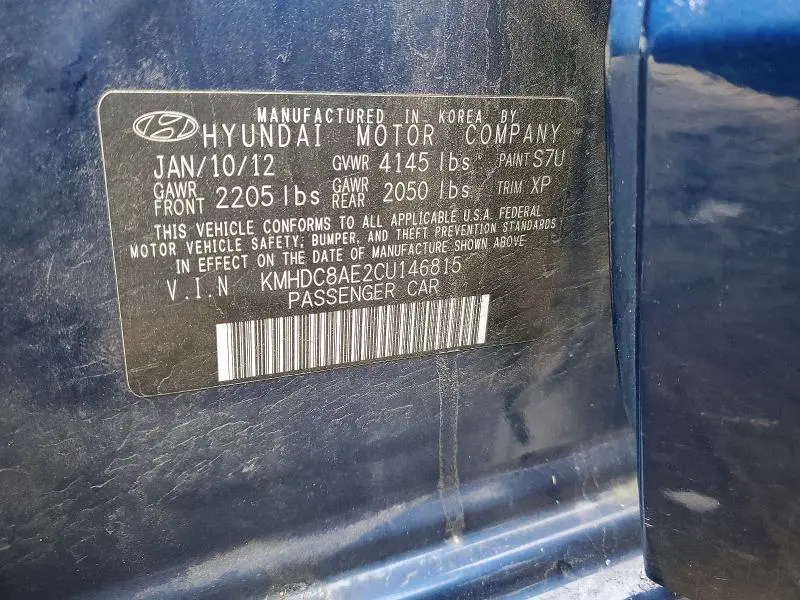 MANUFACTURED IN KOREA BY
HYUNDAI MOTOR COMPANY
JAN/10/12 GVWR 4145 lbs PAINT S7U
GAWR FRONT 2205 lbs GAWR REAR 2050 lbs TRIM XP
THIS VEHICLE CONFORMS TO ALL APPLICABLE U.S.A. FEDERAL
MOTOR VEHICLE SAFETY, BUMPER, AND THEFT PREVENTION STANDARDS
IN EFFECT ON THE DATE OF MANUFACTURE SHOWN ABOVE
V.I.N KMHDC8AE2CU146815
PASSENGER CAR